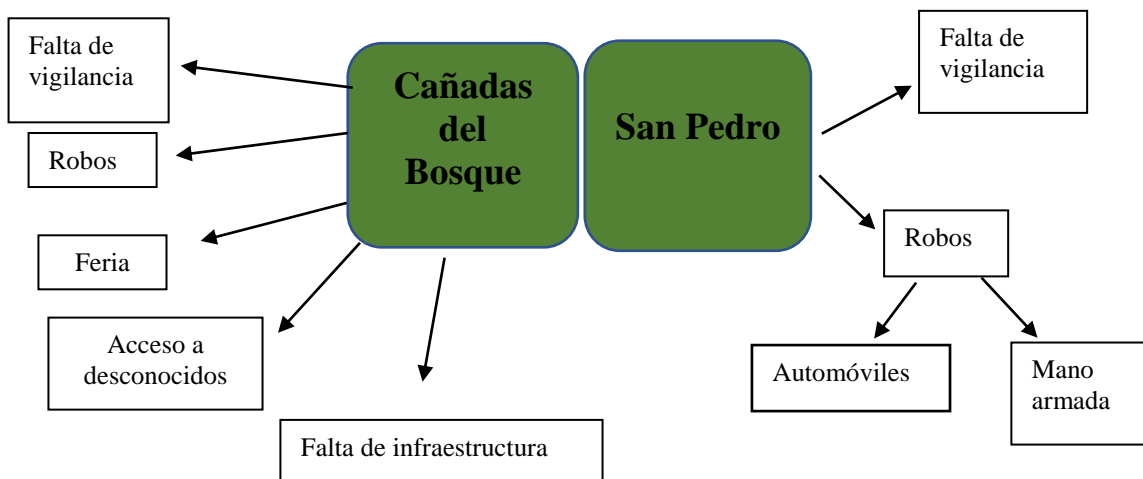 Falta de
vigilancia
Robos
Feria
Acceso a
desconocidos
Falta de infraestructura
Cañadas
del
Bosque
San Pedro
Falta de
vigilancia
Robos
Automóviles
Mano
armada